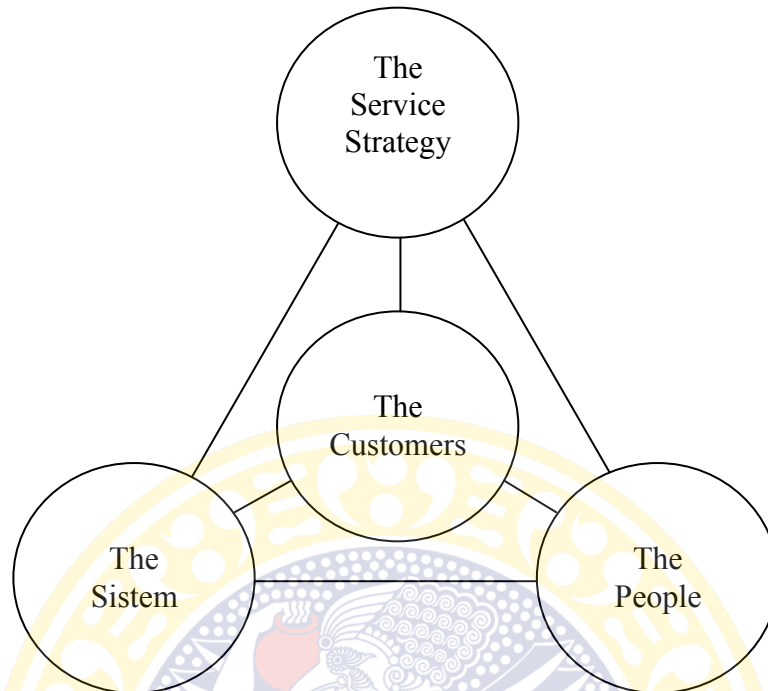 The
Service
Strategy
The
Customers
The
Sistem
The
People